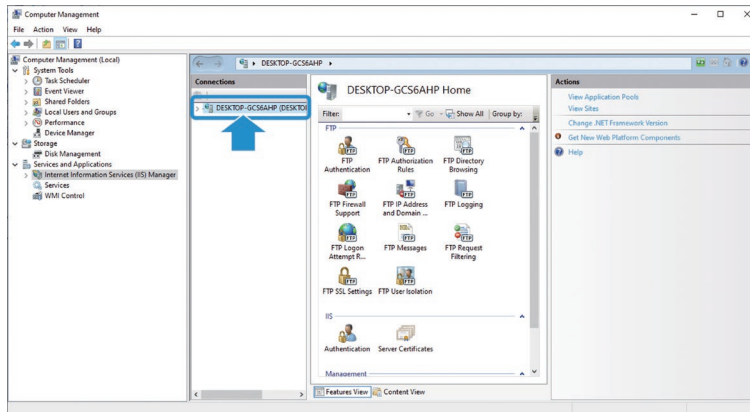 Computer Management
File Action View Help
Computer Management (Local)
System Tools
Task Scheduler
Event Viewer
Shared Folders
Local Users and Groups
Performance
Device Manager
Storage
Disk Management
Services and Applications
Internet Information Services (IIS) Manager
Services
WMI Control
DESKTOP-GCS6AHP
Connections
DESKTOP-GCS6AHP (DESKTO
DESKTOP-GCS6AHP Home
Filter: Go Show All Group by:
FTP
FTP Authentication
FTP Authorization Rules
FTP Directory Browsing
FTP Firewall Support
FTP IP Address and Domain ...
FTP Logging
FTP Logon Attempt R...
FTP Messages
FTP Request Filtering
FTP SSL Settings
FTP User Isolation
IIS
Authentication
Server Certificates
Management
Features View Content View
Actions
View Application Pools
View Sites
Change .NET Framework Version
Get New Web Platform Components
Help